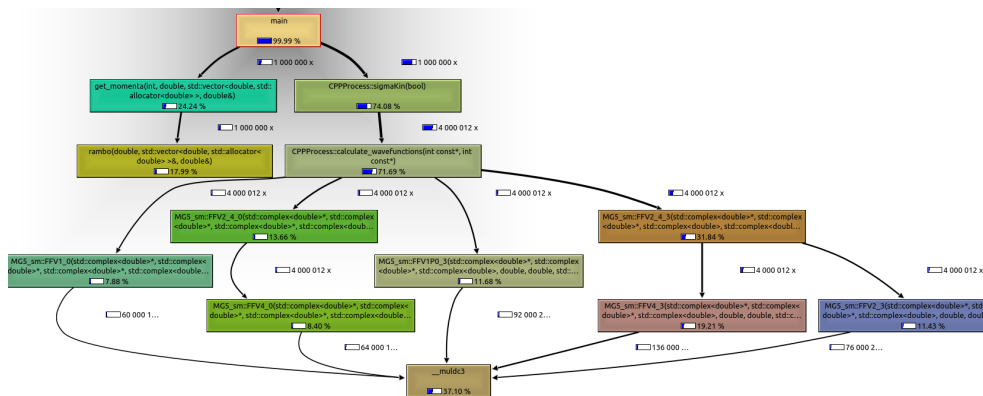 main
99.99 %
1 000 000 x
1 000 000 x
get_momenta(int, double, std::vector<double, std::
allocator<double> >, double&)
24.24 %
CPPProcess::sigmaKin(bool)
74.08 %
1 000 000 x
4 000 012 x
rambo(double, std::vector<double, std::allocator<
double> >&, double&)
17.99 %
CPPProcess::calculate_wavefunctions(int const*, int
const*)
71.69 %
4 000 012 x
4 000 012 x
4 000 012 x
4 000 012 x
MG5_sm::FFV2_4_0(std::complex<double>*, std::complex
<double>*, std::complex<double>*, std::complex<doub...
13.66 %
MG5_sm::FFV2_4_3(std::complex<double>*, std::complex
<double>*, std::complex<double>, std::complex<doubl...
31.84 %
MG5_sm::FFV1_0(std::complex<double>*, std::complex<
double>*, std::complex<double>*, std::complex<double...
7.88 %
4 000 012 x
MG5_sm::FFV1P0_3(std::complex<double>*, std::complex
<double>*, std::complex<double>, double, double, std::...
11.68 %
4 000 012 x
4 000 012 x
MG5_sm::FFV4_0(std::complex<double>*, std::complex<
double>*, std::complex<double>*, std::complex<double...
8.40 %
MG5_sm::FFV4_3(std::complex<double>*, std::complex<
double>*, std::complex<double>, double, double, std::c...
19.21 %
MG5_sm::FFV2_3(std::complex<double>*, st
<double>*, std::complex<double>, double, doub
11.43 %
60 000 1...
92 000 2...
64 000 1...
136 000 ...
76 000 2...
__muldc3
37.10 %